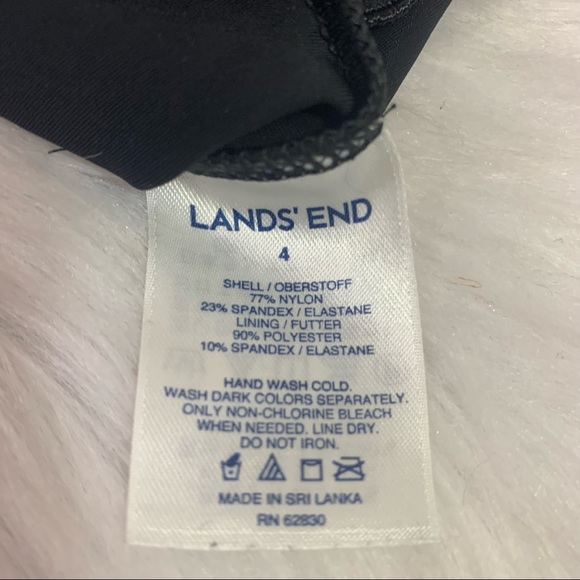 LANDS' END
4
SHELL / OBERSTOFF
77% NYLON
23% SPANDEX / ELASTANE
LINING / FUTTER
90% POLYESTER
10% SPANDEX / ELASTANE
HAND WASH COLD.
WASH DARK COLORS SEPARATELY.
ONLY NON-CHLORINE BLEACH
WHEN NEEDED. LINE DRY.
DO NOT IRON.
MADE IN SRI LANKA
RN 62830